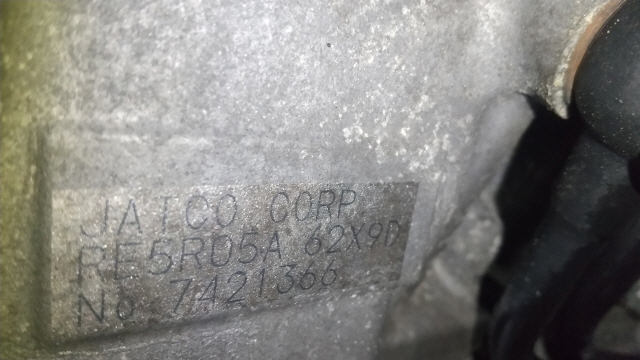 JATCO CORP
RE5R05A 62X9D
No 7421366